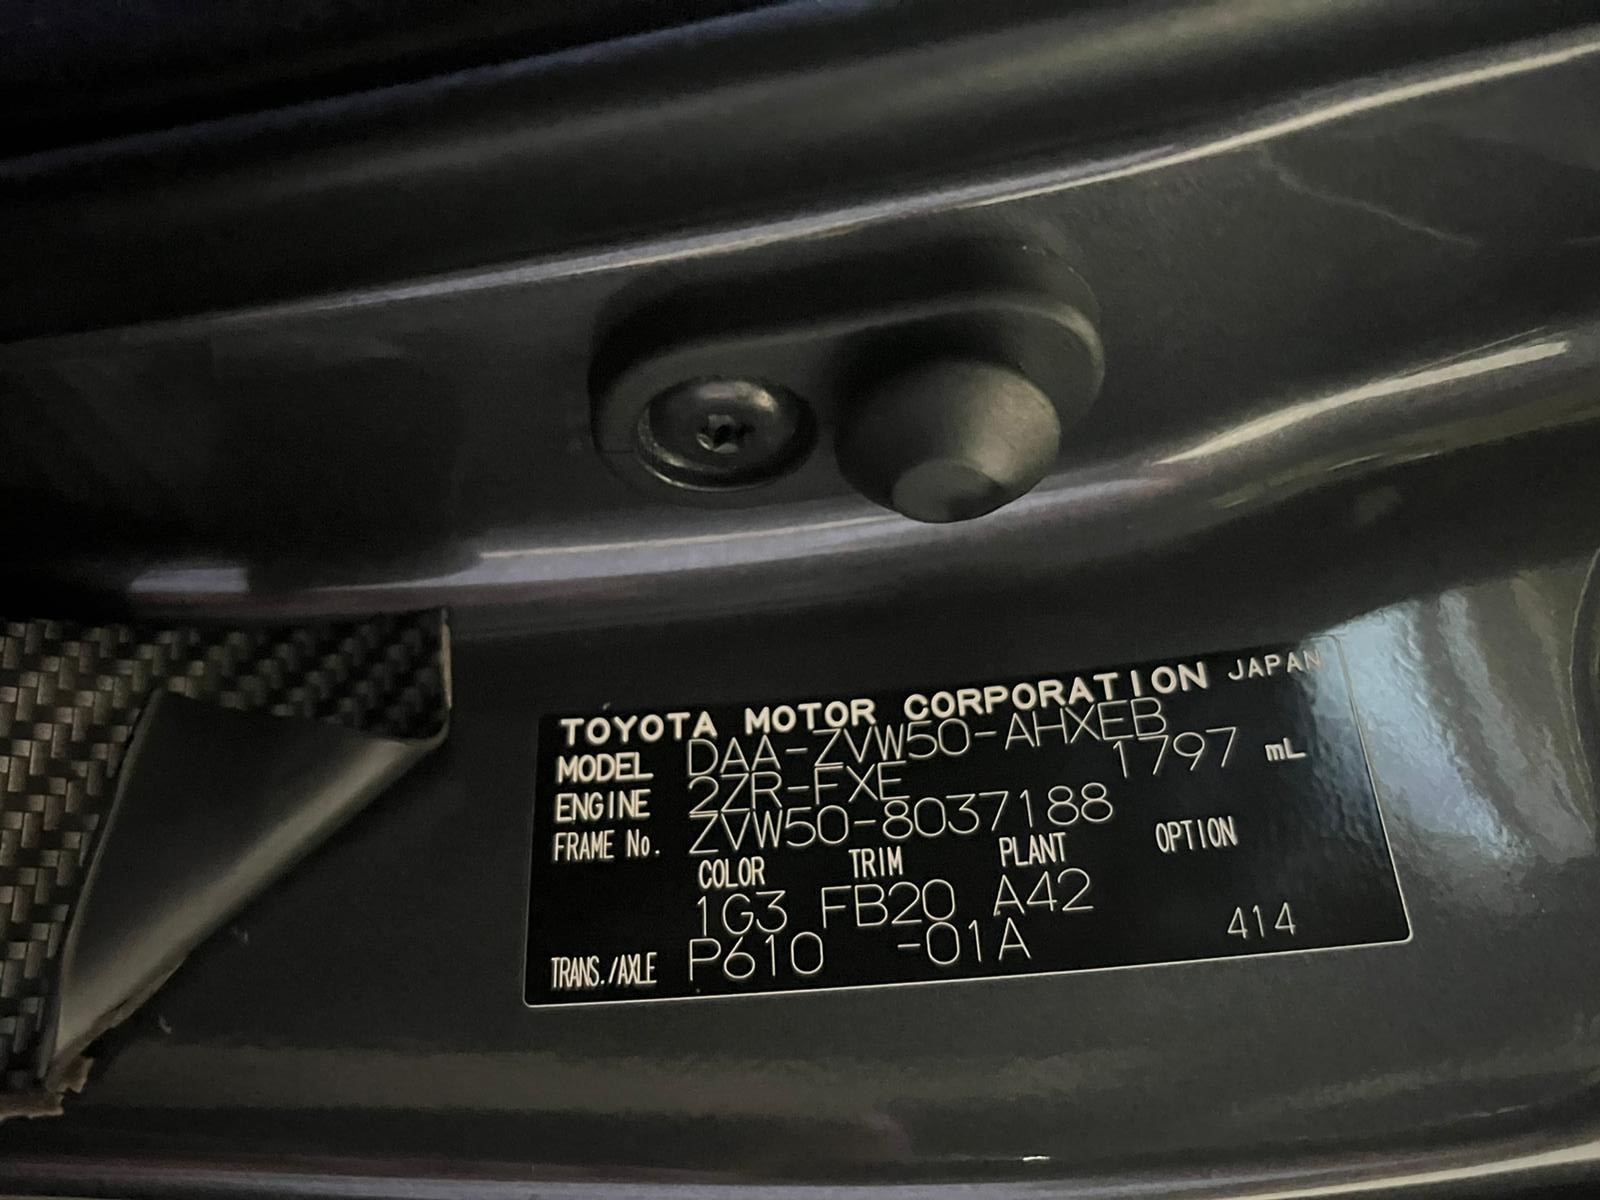 TOYOTA MOTOR CORPORATION JAPAN
MODEL DAA-ZVW50-AHXEB
ENGINE 2ZR-FXE 1797 mL
FRAME No. ZVW50-8037188
COLOR TRIM PLANT OPTION
1G3 FB20 A42
TRANS./AXLE P610 -01A 414